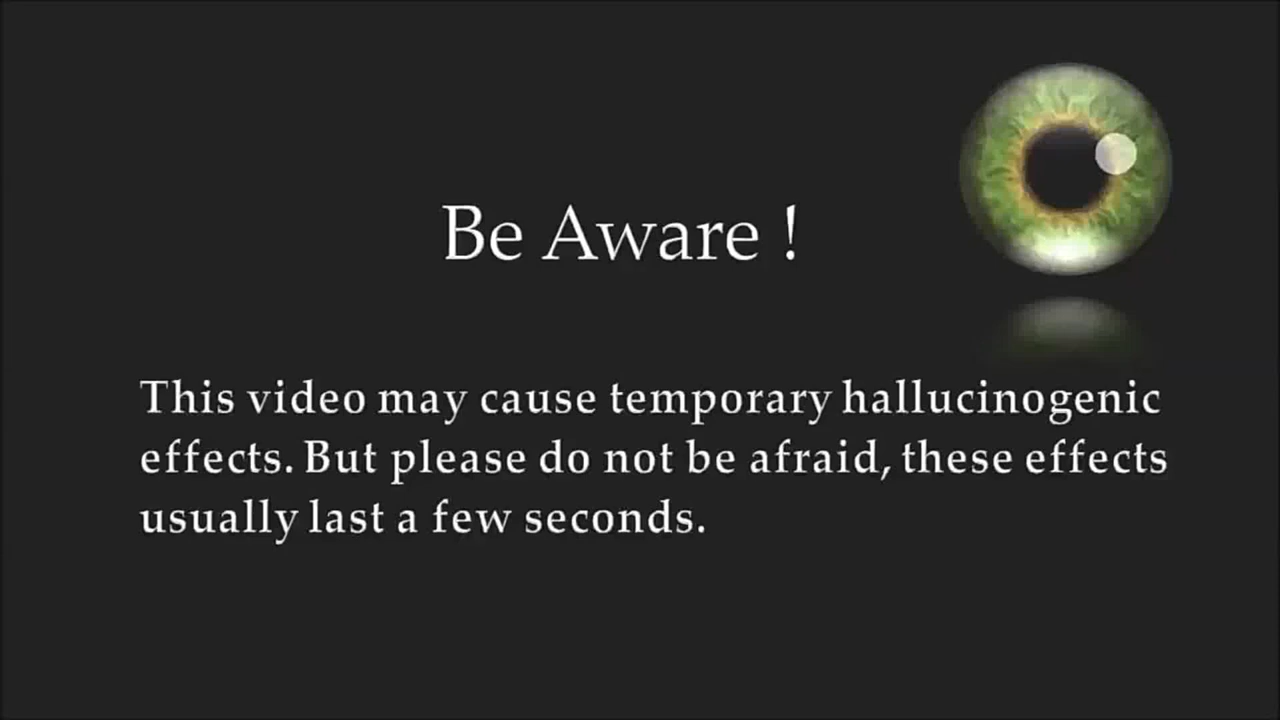 Be Aware !
This video may cause temporary hallucinogenic
effects. But please do not be afraid, these effects
usually last a few seconds.